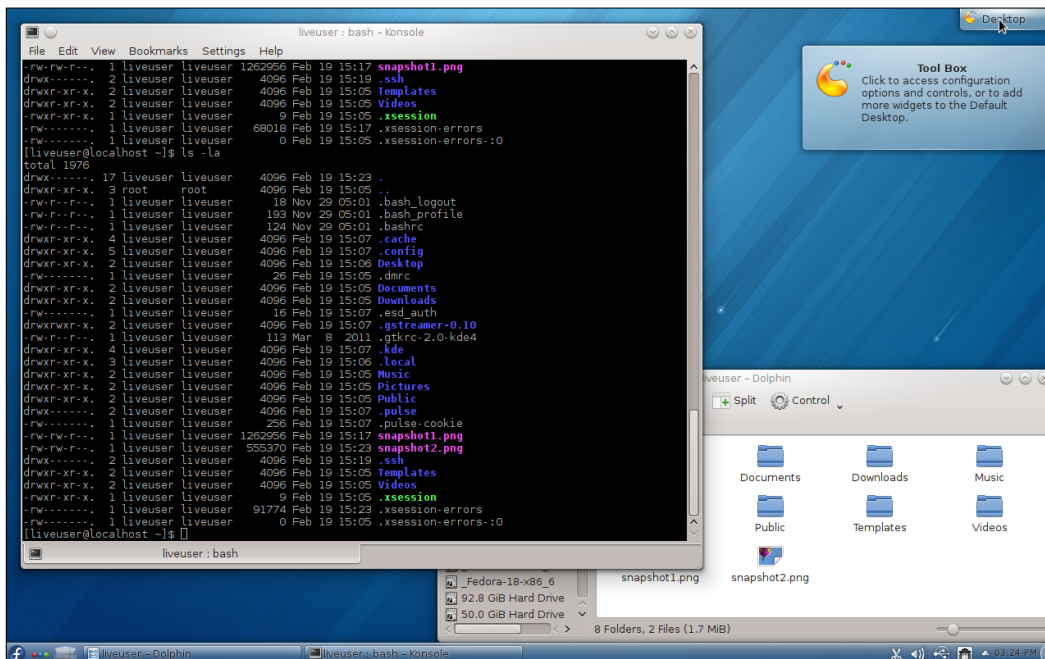 liveuser : bash – Konsole
File Edit View Bookmarks Settings Help
-rw-rw-r--. 1 liveuser liveuser 1262956 Feb 19 15:17 snapshot1.png
drwx------. 2 liveuser liveuser 4096 Feb 19 15:19 .ssh
drwxr-xr-x. 2 liveuser liveuser 4096 Feb 19 15:05 Templates
drwxr-xr-x. 2 liveuser liveuser 4096 Feb 19 15:05 Videos
-rwxr-xr-x. 1 liveuser liveuser 9 Feb 19 15:05 .xsession
-rw-------. 1 liveuser liveuser 68018 Feb 19 15:17 .xsession-errors
-rw-------. 1 liveuser liveuser 0 Feb 19 15:05 .xsession-errors-:0
[liveuser@localhost ~]$ ls -la
total 1976
drwx------. 17 liveuser liveuser 4096 Feb 19 15:23 .
drwxr-xr-x. 3 root root 4096 Feb 19 15:05 ..
-rw-r--r--. 1 liveuser liveuser 18 Nov 29 05:01 .bash_logout
-rw-r--r--. 1 liveuser liveuser 193 Nov 29 05:01 .bash_profile
-rw-r--r--. 1 liveuser liveuser 124 Nov 29 05:01 .bashrc
drwxr-xr-x. 4 liveuser liveuser 4096 Feb 19 15:07 .cache
drwxr-xr-x. 5 liveuser liveuser 4096 Feb 19 15:07 .config
drwxr-xr-x. 2 liveuser liveuser 4096 Feb 19 15:06 Desktop
-rw-------. 1 liveuser liveuser 26 Feb 19 15:05 .dmrc
drwxr-xr-x. 2 liveuser liveuser 4096 Feb 19 15:05 Documents
drwxr-xr-x. 2 liveuser liveuser 4096 Feb 19 15:05 Downloads
-rw-------. 1 liveuser liveuser 16 Feb 19 15:07 .esd_auth
drwxrwxr-x. 2 liveuser liveuser 4096 Feb 19 15:07 .gstreamer-0.10
-rw-r--r--. 1 liveuser liveuser 113 Mar 8 2011 .gtkrc-2.0-kde4
drwxr-xr-x. 4 liveuser liveuser 4096 Feb 19 15:07 .kde
drwxr-xr-x. 3 liveuser liveuser 4096 Feb 19 15:06 .local
drwxr-xr-x. 2 liveuser liveuser 4096 Feb 19 15:05 Music
drwxr-xr-x. 2 liveuser liveuser 4096 Feb 19 15:05 Pictures
drwxr-xr-x. 2 liveuser liveuser 4096 Feb 19 15:05 Public
drwx------. 2 liveuser liveuser 4096 Feb 19 15:07 .pulse
-rw-------. 1 liveuser liveuser 256 Feb 19 15:07 .pulse-cookie
-rw-rw-r--. 1 liveuser liveuser 1262956 Feb 19 15:17 snapshot1.png
-rw-rw-r--. 1 liveuser liveuser 555370 Feb 19 15:23 snapshot2.png
drwx------. 2 liveuser liveuser 4096 Feb 19 15:19 .ssh
drwxr-xr-x. 2 liveuser liveuser 4096 Feb 19 15:05 Templates
drwxr-xr-x. 2 liveuser liveuser 4096 Feb 19 15:05 Videos
-rwxr-xr-x. 1 liveuser liveuser 9 Feb 19 15:05 .xsession
-rw-------. 1 liveuser liveuser 91774 Feb 19 15:23 .xsession-errors
-rw-------. 1 liveuser liveuser 0 Feb 19 15:05 .xsession-errors-:0
[liveuser@localhost ~]$
liveuser : bash
Desktop
Tool Box
Click to access configuration
options and controls, or to add
more widgets to the Default
Desktop.
liveuser – Dolphin
Split Control
Documents Downloads Music
Public Templates Videos
snapshot1.png snapshot2.png
_Fedora-18-x86_6
92.8 GiB Hard Drive
50.0 GiB Hard Drive
8 Folders, 2 Files (1.7 MiB)
liveuser – Dolphin
liveuser : bash – Konsole
03:24 PM